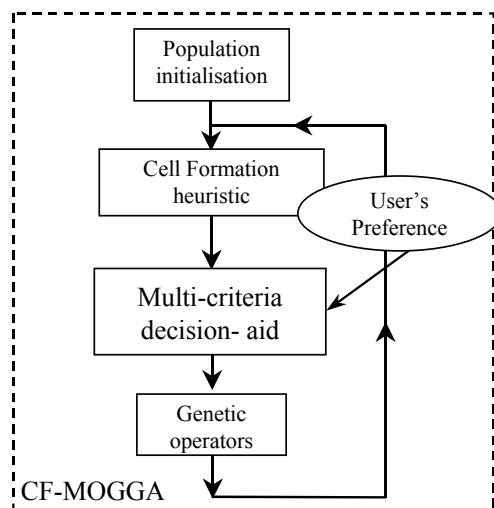 Population
initialisation
Cell Formation
heuristic
User's
Preference
Multi-criteria
decision- aid
Genetic
operators
CF-MOGGA